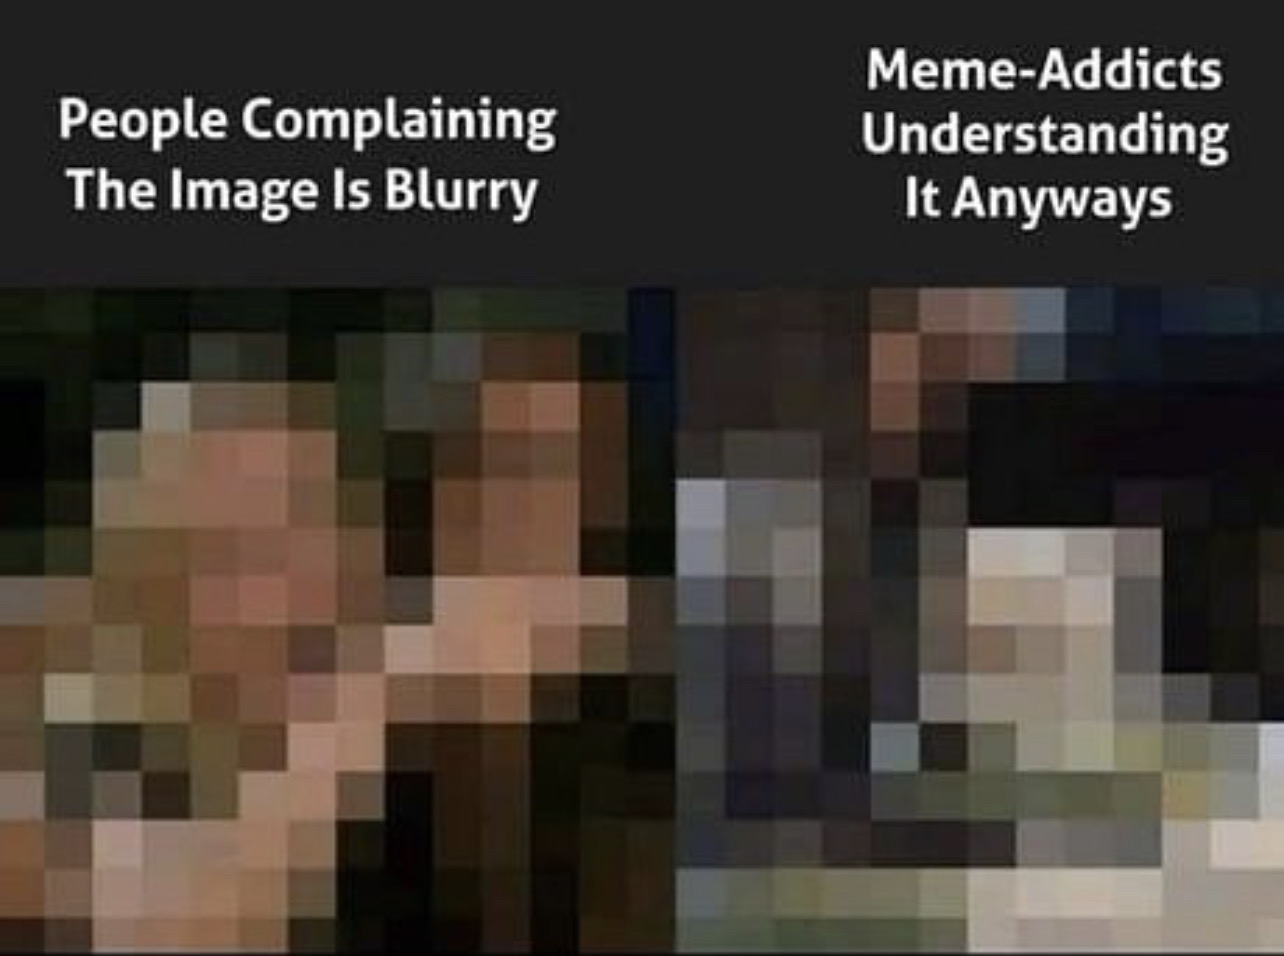 People Complaining
The Image Is Blurry
Meme-Addicts
Understanding
It Anyways